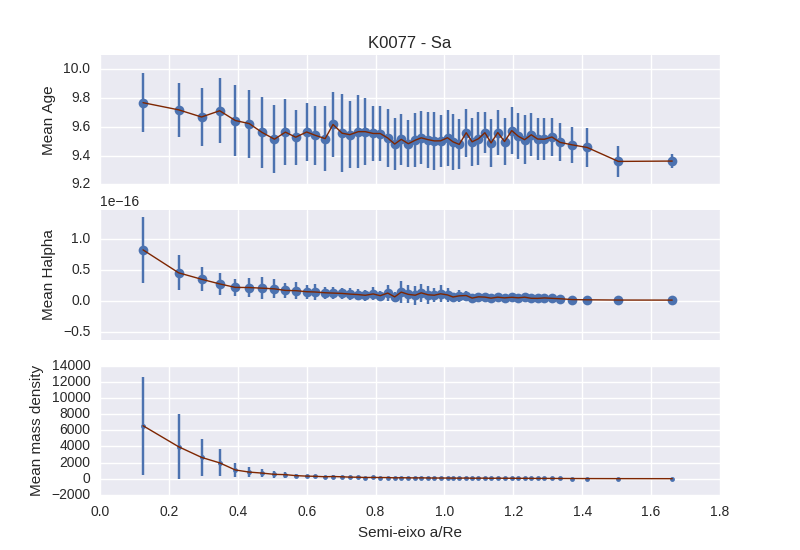 K0077 - Sa
10.0
9.8
9.6
9.4
9.2
Mean Age
1e−16
1.0
0.5
0.0
−0.5
Mean Halpha
14000
12000
10000
8000
6000
4000
2000
0
−2000
Mean mass density
0.0 0.2 0.4 0.6 0.8 1.0 1.2 1.4 1.6 1.8
Semi-eixo a/Re